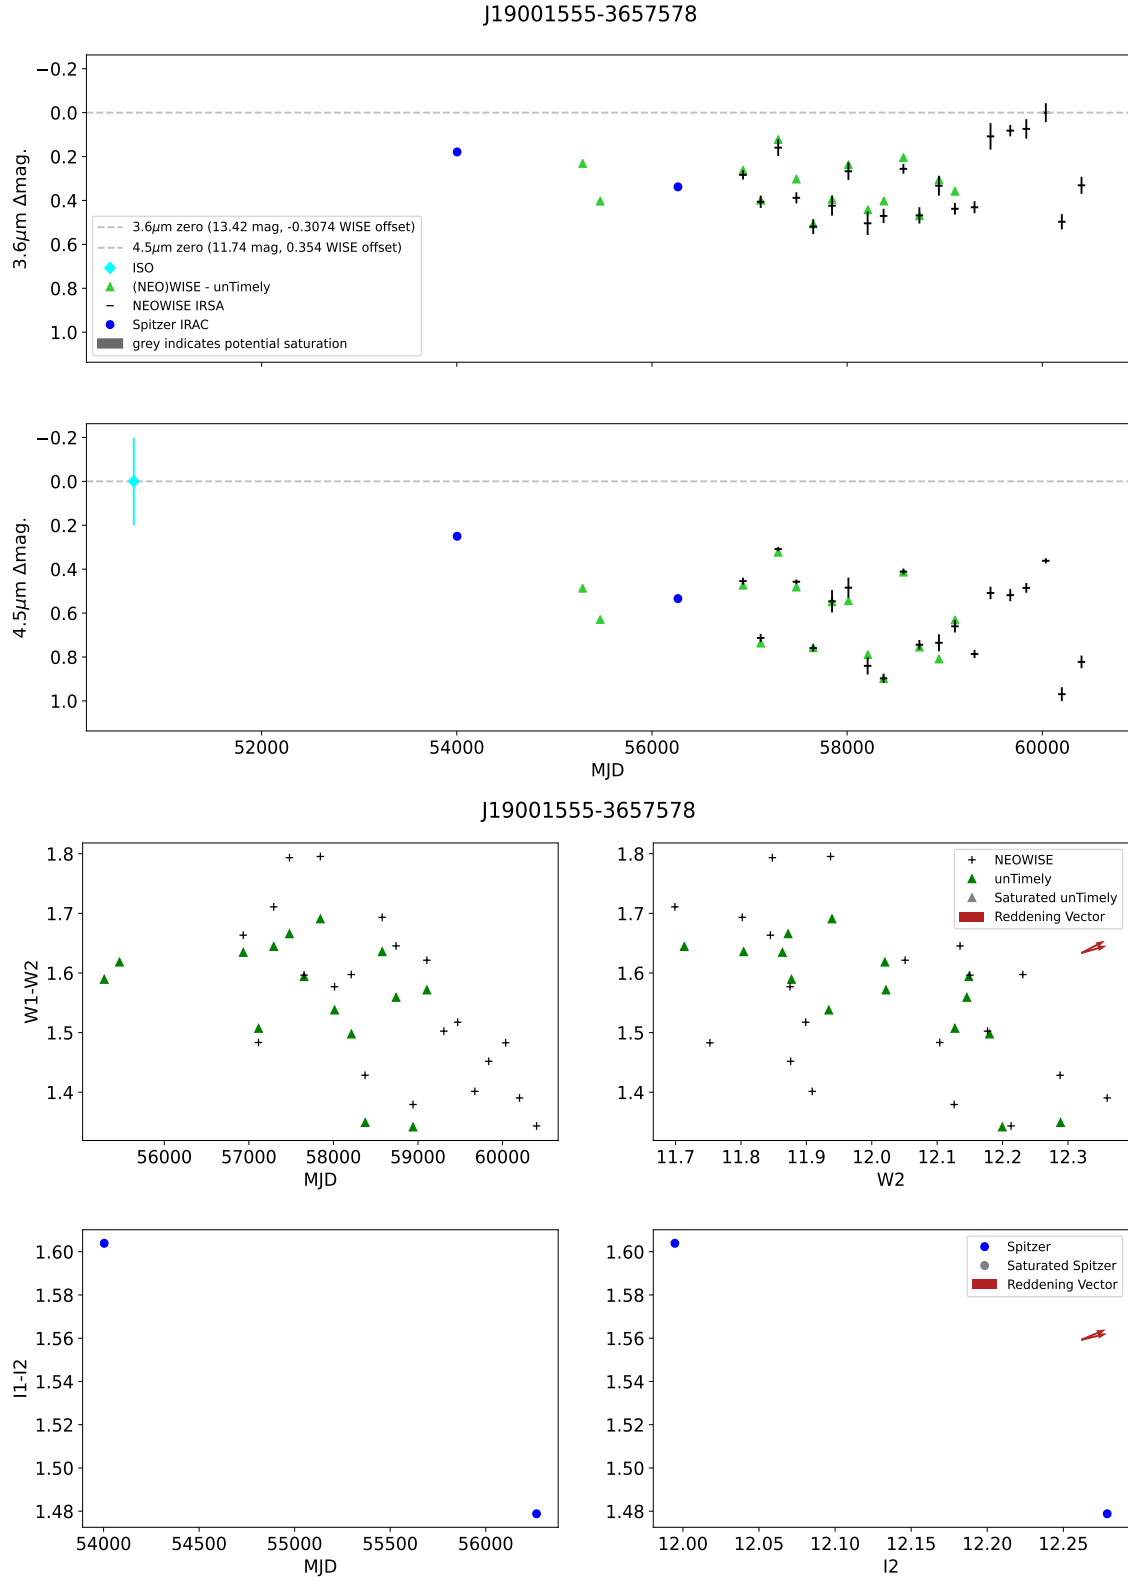 J19001555-3657578
−0.2
0.0
0.2
0.4
0.6
0.8
1.0
3.6μm Δmag.
3.6μm zero (13.42 mag, -0.3074 WISE offset)
4.5μm zero (11.74 mag, 0.354 WISE offset)
ISO
(NEO)WISE - unTimely
NEOWISE IRSA
Spitzer IRAC
grey indicates potential saturation
−0.2
0.0
0.2
0.4
0.6
0.8
1.0
4.5μm Δmag.
52000 54000 56000 58000 60000
MJD
J19001555-3657578
1.8
1.7
1.6
1.5
1.4
W1-W2
56000 57000 58000 59000 60000
MJD
1.8
1.7
1.6
1.5
1.4
NEOWISE
unTimely
Saturated unTimely
Reddening Vector
11.7 11.8 11.9 12.0 12.1 12.2 12.3
W2
1.60
1.58
1.56
1.54
1.52
1.50
1.48
I1-I2
54000 54500 55000 55500 56000
MJD
1.60
1.58
1.56
1.54
1.52
1.50
1.48
Spitzer
Saturated Spitzer
Reddening Vector
12.00 12.05 12.10 12.15 12.20 12.25
I2